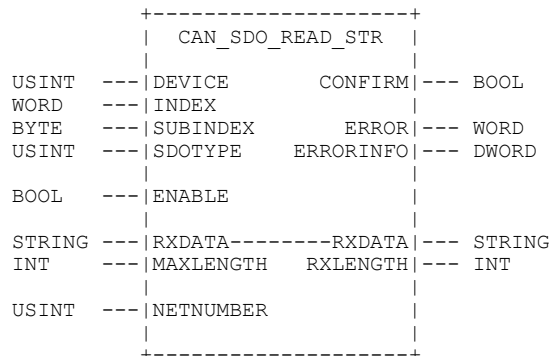 +---------------------+
| CAN_SDO_READ_STR |
| |
USINT ---|DEVICE CONFIRM|--- BOOL
WORD ---|INDEX |
BYTE ---|SUBINDEX ERROR|--- WORD
USINT ---|SDOTYPE ERRORINFO|--- DWORD
| |
BOOL ---|ENABLE |
| |
STRING ---|RXDATA--------RXDATA|--- STRING
INT ---|MAXLENGTH RXLENGTH|--- INT
| |
USINT ---|NETNUMBER |
| |
+---------------------+